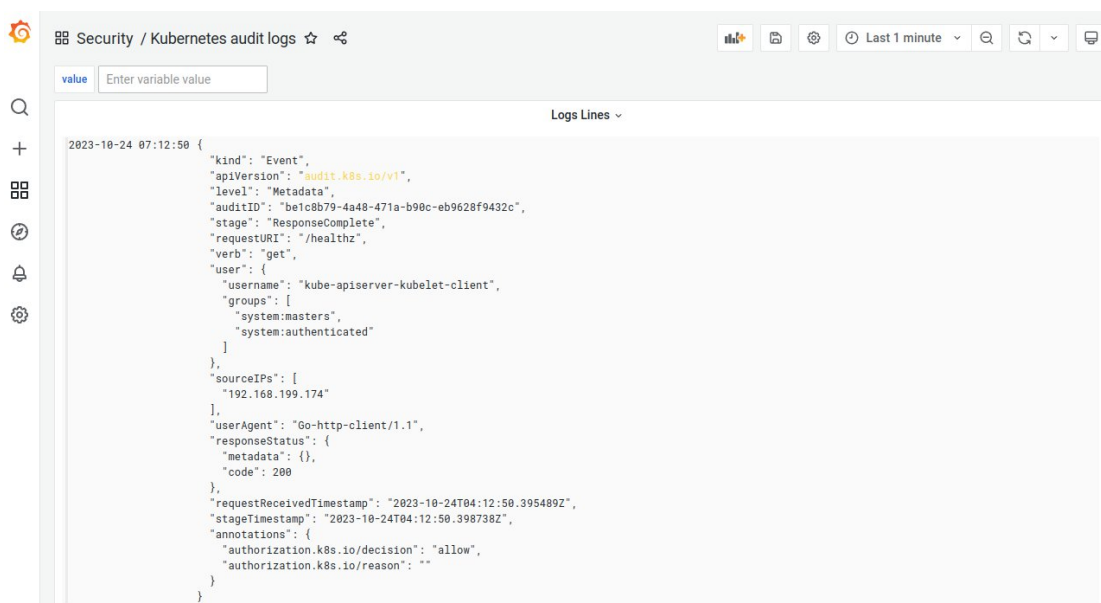 Security / Kubernetes audit logs
Last 1 minute
value
Enter variable value
Logs Lines
2023-10-24 07:12:50 {
"kind": "Event",
"apiVersion": "audit.k8s.io/v1",
"level": "Metadata",
"auditID": "be1c8b79-4a48-471a-b90c-eb9628f9432c",
"stage": "ResponseComplete",
"requestURI": "/healthz",
"verb": "get",
"user": {
"username": "kube-apiserver-kubelet-client",
"groups": [
"system:masters",
"system:authenticated"
]
},
"sourceIPs": [
"192.168.199.174"
],
"userAgent": "Go-http-client/1.1",
"responseStatus": {
"metadata": {},
"code": 200
},
"requestReceivedTimestamp": "2023-10-24T04:12:50.395489Z",
"stageTimestamp": "2023-10-24T04:12:50.398738Z",
"annotations": {
"authorization.k8s.io/decision": "allow",
"authorization.k8s.io/reason": ""
}
}